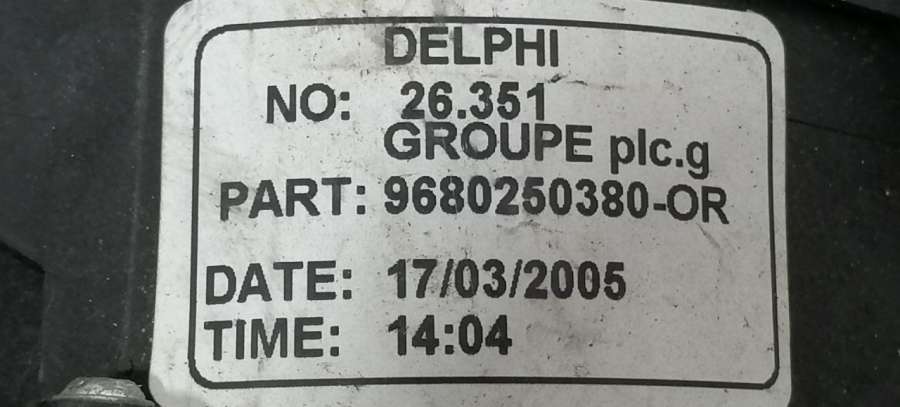 DELPHI
NO: 26.351
GROUPE plc.g
PART: 9680250380-OR
DATE: 17/03/2005
TIME: 14:04